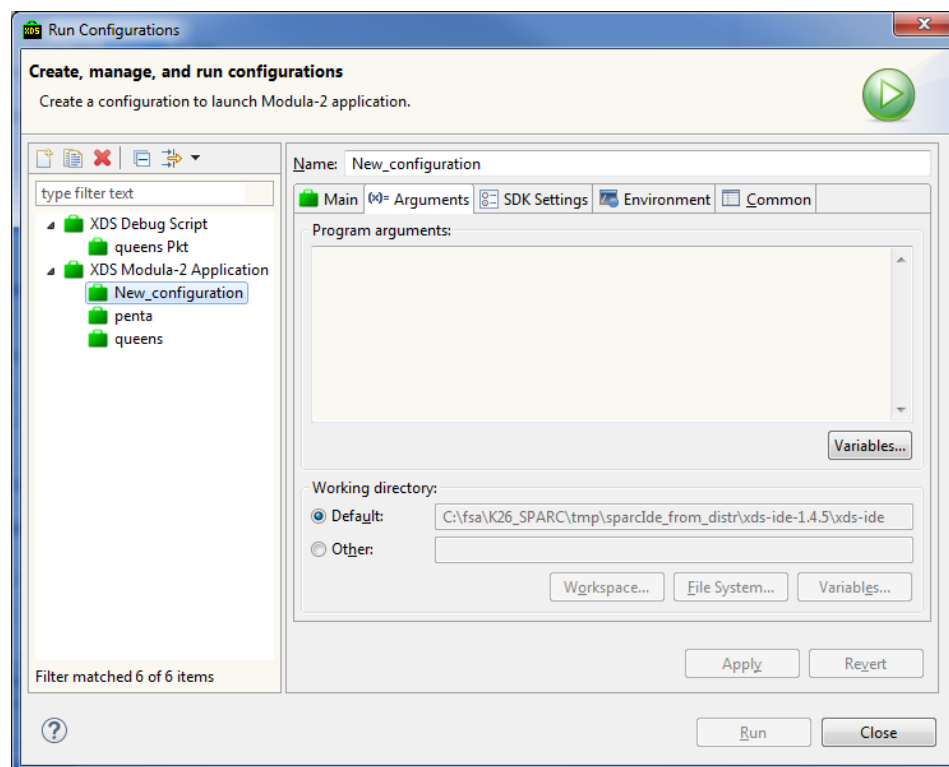 XDS Run Configurations
Create, manage, and run configurations
Create a configuration to launch Modula-2 application.
type filter text
XDS Debug Script
queens Pkt
XDS Modula-2 Application
New_configuration
penta
queens
Filter matched 6 of 6 items
Name: New_configuration
Main (x)= Arguments SDK Settings Environment Common
Program arguments:
Variables...
Working directory:
Default: C:\fsa\K26_SPARC\tmp\sparcIde_from_distr\xds-ide-1.4.5\xds-ide
Other:
Workspace... File System... Variables...
Apply Revert
? Run Close